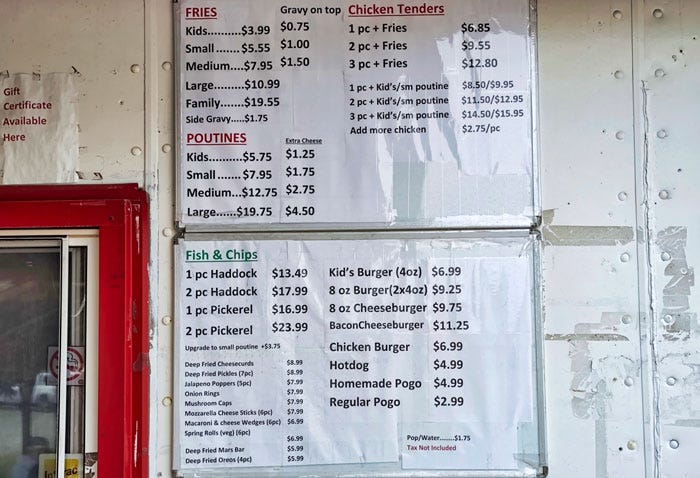 Gift
Certificate
Available
Here
FRIES Gravy on top
Kids..........$3.99 $0.75
Small .......$5.55 $1.00
Medium....$7.95 $1.50
Large.....$10.99
Family.....$19.55
Side Gravy.....$1.75
POUTINES Extra Cheese
Kids..........$5.75 $1.25
Small ........$7.95 $1.75
Medium...$12.75 $2.75
Large......$19.75 $4.50
Chicken Tenders
1 pc + Fries $6.85
2 pc + Fries $9.55
3 pc + Fries $12.80
1 pc + Kid's/sm poutine $8.50/$9.95
2 pc + Kid's/sm poutine $11.50/$12.95
3 pc + Kid's/sm poutine $14.50/$15.95
Add more chicken $2.75/pc
Fish & Chips
1 pc Haddock $13.49
2 pc Haddock $17.99
1 pc Pickerel $16.99
2 pc Pickerel $23.99
Upgrade to small poutine +$3.75
Deep Fried Cheesecurds $8.99
Deep Fried Pickles (7pc) $8.99
Jalapeno Poppers (5pc) $7.99
Onion Rings $7.99
Mushroom Caps $7.99
Mozzarella Cheese Sticks (6pc) $7.99
Macaroni & cheese Wedges (6pc) $6.99
Spring Rolls (veg) (6pc)
$6.99
Deep Fried Mars Bar $5.99
Deep Fried Oreos (4pc) $5.99
Kid's Burger (4oz) $6.99
8 oz Burger(2x4oz) $9.25
8 oz Cheeseburger $9.75
BaconCheeseburger $11.25
Chicken Burger $6.99
Hotdog $4.99
Homemade Pogo $4.99
Regular Pogo $2.99
Pop/Water.......$1.75
Tax Not Included